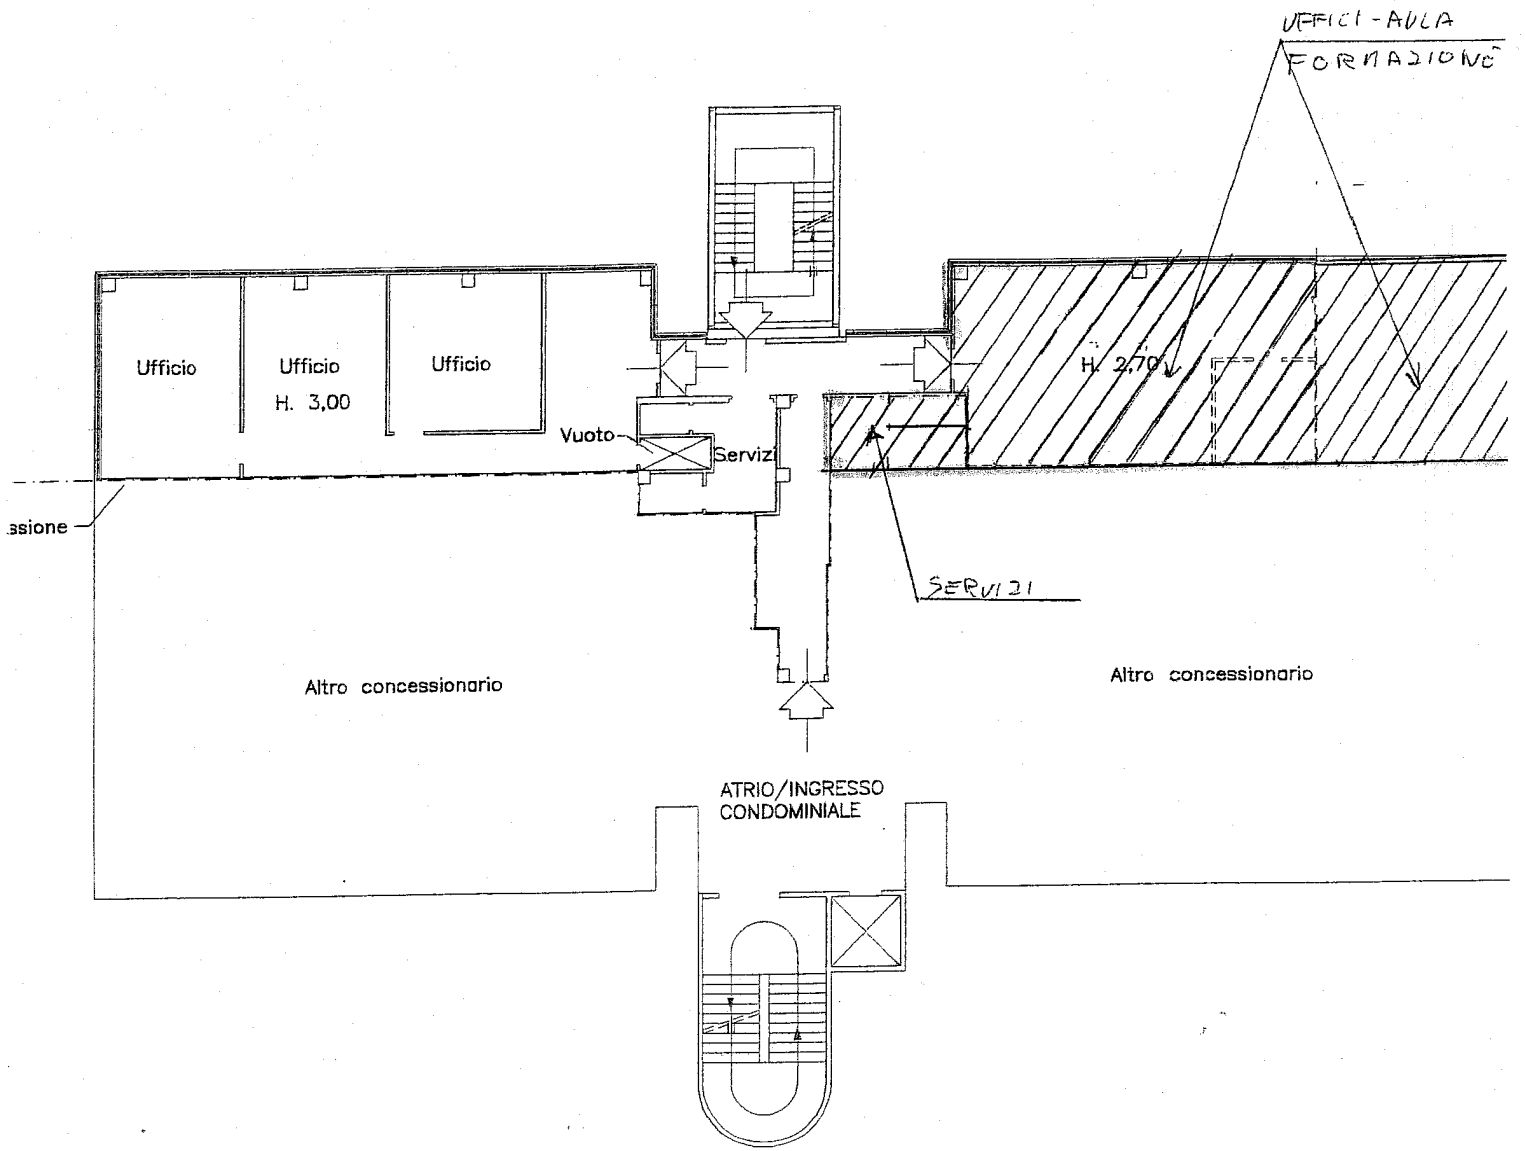 UFFICI-AULA
FORMAZIONE
Ufficio
Ufficio
Ufficio
H. 3,00
H. 2,70
Vuoto
Servizi
ssione
SERVIZI
Altro concessionario
Altro concessionario
ATRIO/INGRESSO
CONDOMINIALE